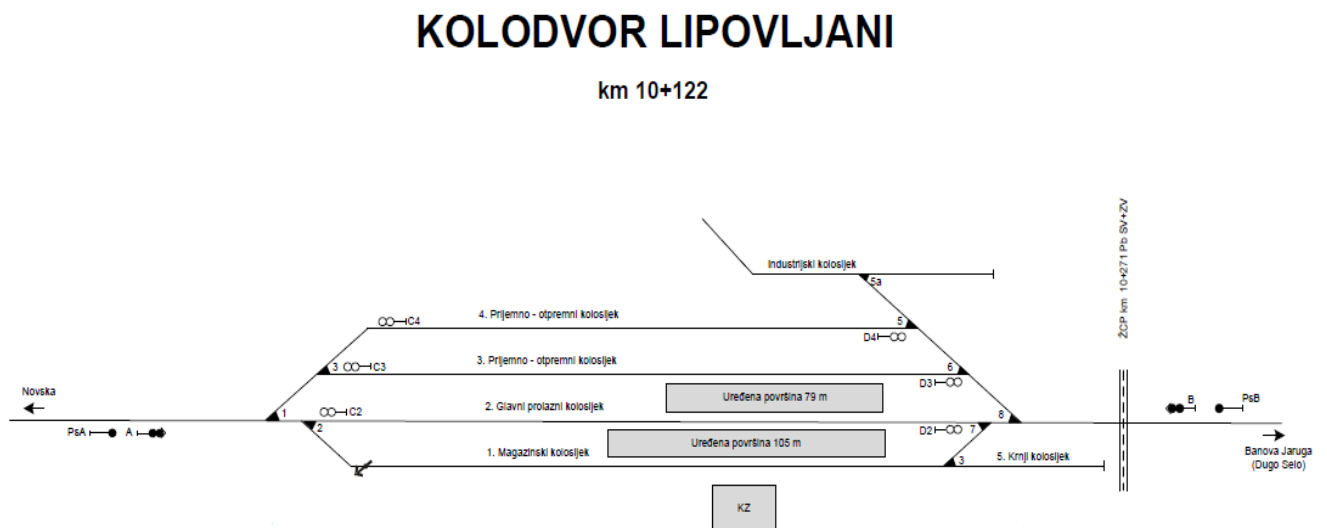 KOLODVOR LIPOVLJANI
km 10+122
ŽCP km 10+271 Pb SV+ZV
Industrijski kolosijek
5a
C4
4. Prijemno - otpremni kolosijek
5
D4
3
C3
3. Prijemno - otpremni kolosijek
6
D3
Novska
Uređena površina 79 m
B
PsB
1
C2
2. Glavni prolazni kolosijek
8
PsA
A
2
Uređena površina 105 m
D2
7
1. Magazinski kolosijek
3
5. Krnji kolosijek
Banova Jaruga
(Dugo Selo)
KZ